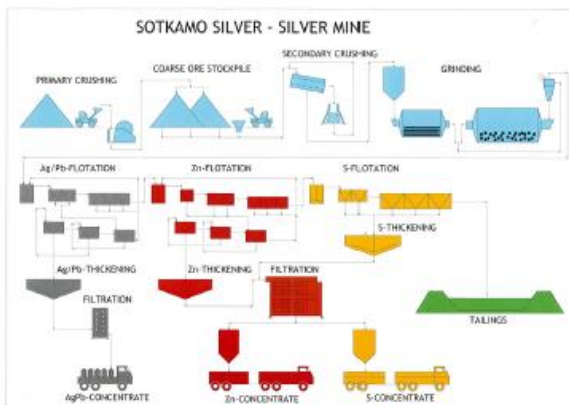 SOTKAMO SILVER - SILVER MINE
PRIMARY CRUSHING
COARSE ORE STOCKPILE
SECONDARY CRUSHING
GRINDING
Ag/Pb-FLOTATION
Zn-FLOTATION
S-FLOTATION
S-THICKENING
Ag/Pb-THICKENING
Zn-THICKENING
FILTRATION
FILTRATION
TAILINGS
AgPb-CONCENTRATE
Zn-CONCENTRATE
S-CONCENTRATE